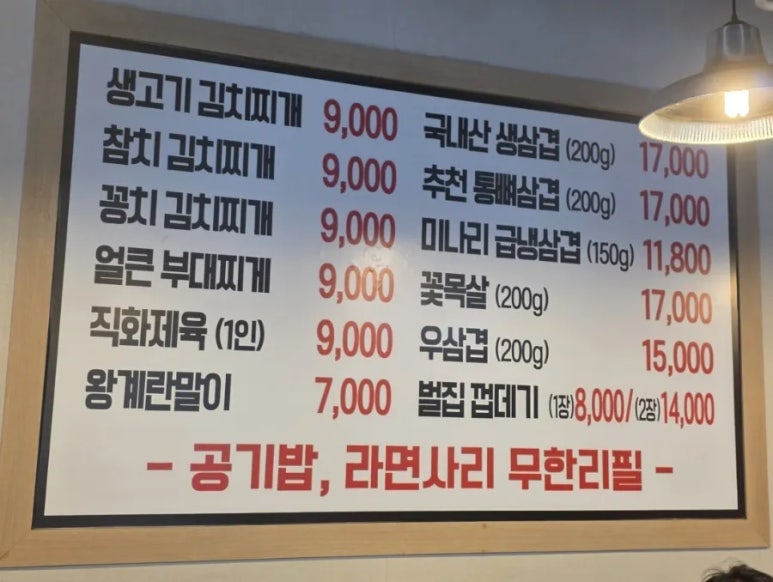 생고기 김치찌개 9,000
참치 김치찌개 9,000
꽁치 김치찌개 9,000
얼큰 부대찌게 9,000
직화제육 (1인) 9,000
왕계란말이 7,000
국내산 생삼겹 (200g) 17,000
추천 통뼈삼겹 (200g) 17,000
미나리 급냉삼겹 (150g) 11,800
꽃목살 (200g) 17,000
우삼겹 (200g) 15,000
벌집 껍데기 (1장)8,000/(2장)14,000
- 공기밥, 라면사리 무한리필 -